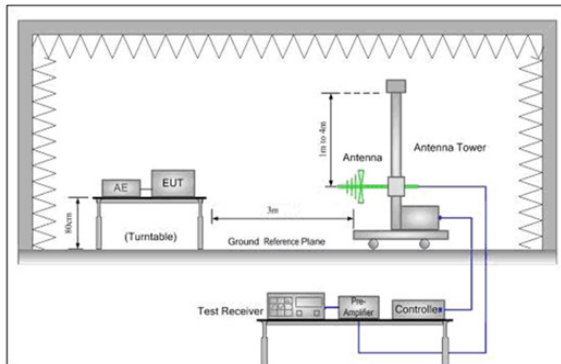 1m to 4m
Antenna
Antenna Tower
AE
EUT
80cm
(Turntable)
3m
Ground Reference Plane
Test Receiver
Pre-
Amplifier
Controller